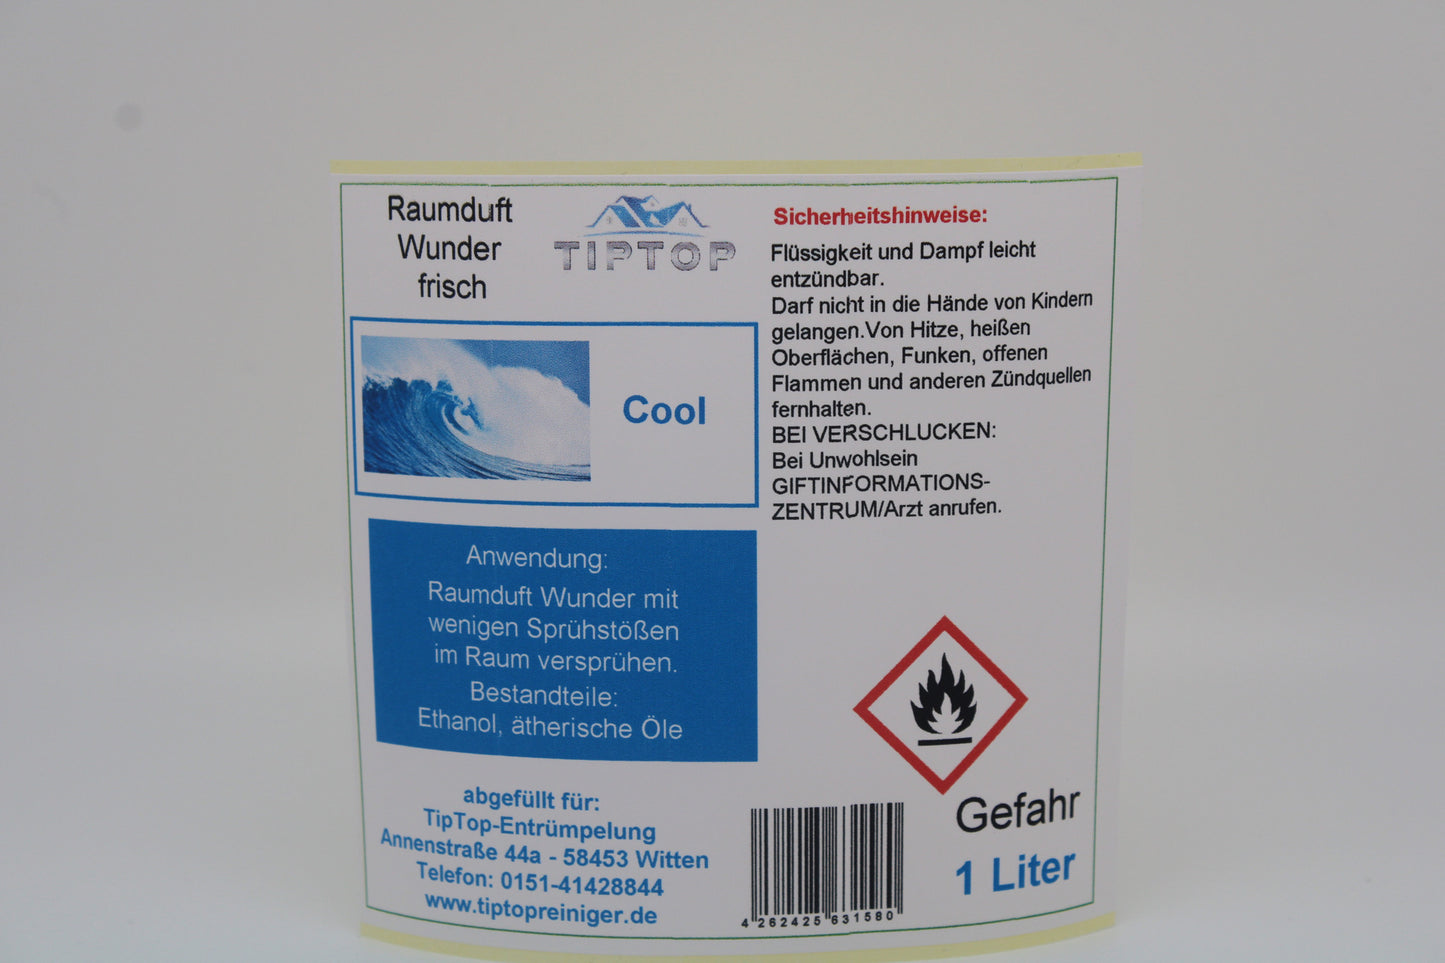 Raumduft
Wunder
frisch
TIPTOP
Cool
Anwendung:
Raumduft Wunder mit
wenigen Sprühstößen
im Raum versprühen.
Bestandteile:
Ethanol, ätherische Öle
abgefüllt für:
TipTop-Entrümpelung
Annenstraße 44a - 58453 Witten
Telefon: 0151-41428844
www.tiptopreiniger.de
Sicherheitshinweise:
Flüssigkeit und Dampf leicht
entzündbar.
Darf nicht in die Hände von Kindern
gelangen.Von Hitze, heißen
Oberflächen, Funken, offenen
Flammen und anderen Zündquellen
fernhalten.
BEI VERSCHLUCKEN:
Bei Unwohlsein
GIFTINFORMATIONS-
ZENTRUM/Arzt anrufen.
Gefahr
1 Liter
4 262425 631580